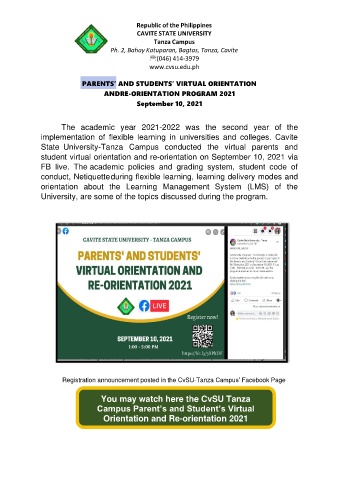 Republic of the Philippines
CAVITE STATE UNIVERSITY
Tanza Campus
Ph. 2, Bahay Katuparan, Bagtas, Tanza, Cavite
(046) 414-3979
www.cvsu.edu.ph
PARENTS' AND STUDENTS' VIRTUAL ORIENTATION
ANDRE-ORIENTATION PROGRAM 2021
September 10, 2021
The academic year 2021-2022 was the second year of the
implementation of flexible learning in universities and colleges. Cavite
State University-Tanza Campus conducted the virtual parents and
student virtual orientation and re-orientation on September 10, 2021 via
FB live. The academic policies and grading system, student code of
conduct, Netiquetteduring flexible learning, learning delivery modes and
orientation about the Learning Management System (LMS) of the
University, are some of the topics discussed during the program.
CAVITE STATE UNIVERSITY - TANZA CAMPUS
PARENTS' AND STUDENTS'
VIRTUAL ORIENTATION AND
RE-ORIENTATION 2021
LIVE
Register now!
SEPTEMBER 10, 2021
1:00 - 5:00 PM
Registration announcement posted in the CvSU-Tanza Campus' Facebook Page
You may watch here the CvSU Tanza
Campus Parent's and Student's Virtual
Orientation and Re-orientation 2021